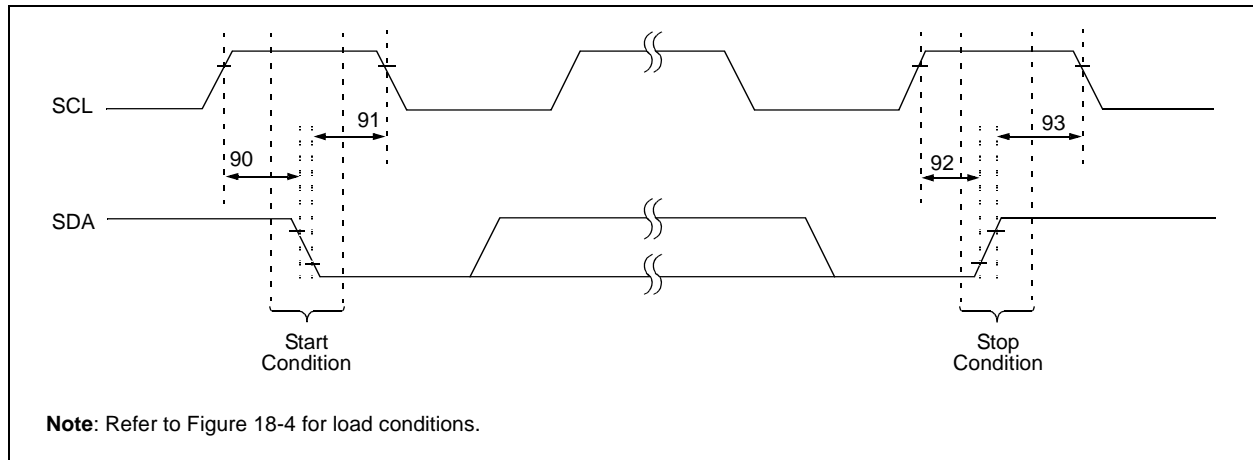 SCL
91
93
90
92
SDA
Start
Condition
Stop
Condition
Note: Refer to Figure 18-4 for load conditions.